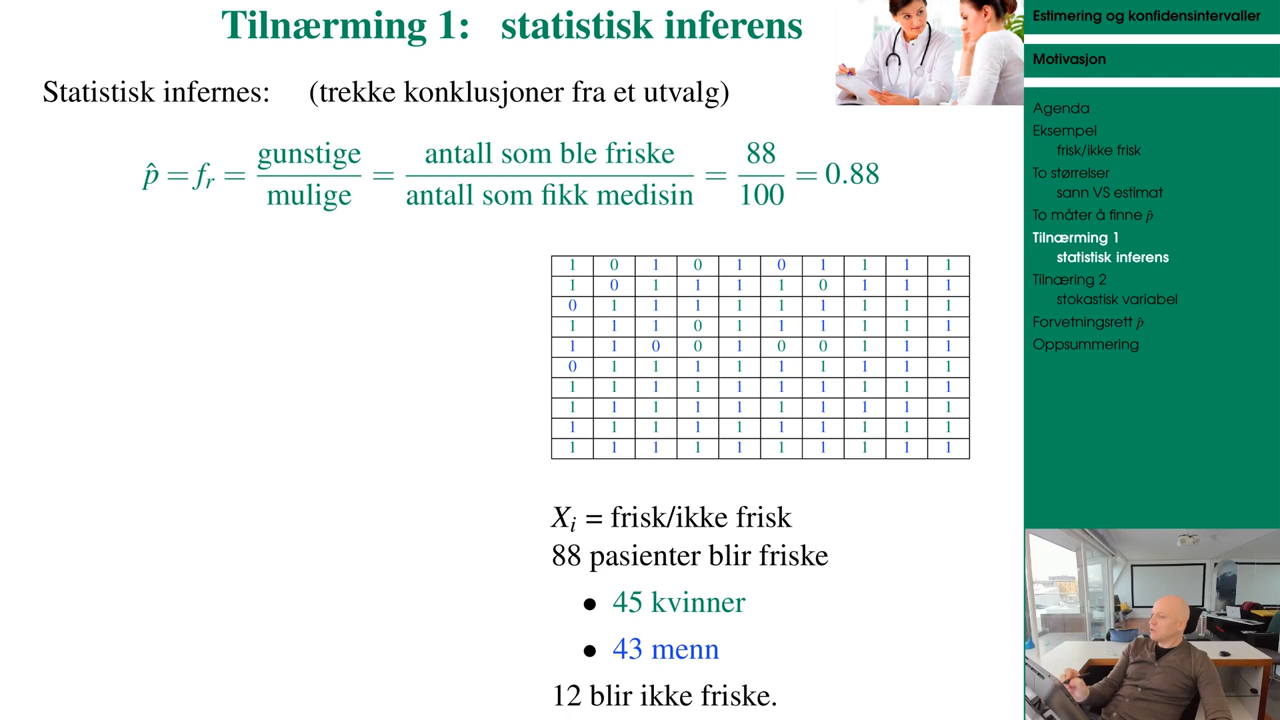 Tilnærming 1: statistisk inferens
Statistisk infernes: (trekke konklusjoner fra et utvalg)
p̂ = fr = gunstige / mulige = antall som ble friske / antall som fikk medisin = 88 / 100 = 0.88
1 0 1 0 1 0 1 1 1 1
1 0 1 1 1 1 0 1 1 1
0 1 1 1 1 1 1 1 1 1
1 1 1 0 1 1 1 1 1 1
1 1 0 0 1 0 0 1 1 1
0 1 1 1 1 1 1 1 1 1
1 1 1 1 1 1 1 1 1 1
1 1 1 1 1 1 1 1 1 1
1 1 1 1 1 1 1 1 1 1
1 1 1 1 1 1 1 1 1 1
Xi = frisk/ikke frisk
88 pasienter blir friske
• 45 kvinner
• 43 menn
12 blir ikke friske.
Estimering og konfidensintervaller
Motivasjon
Agenda
Eksempel
frisk/ikke frisk
To størrelser
sann VS estimat
To måter å finne p̂
Tilnærming 1
statistisk inferens
Tilnæring 2
stokastisk variabel
Forvetningsrett p̂
Oppsummering